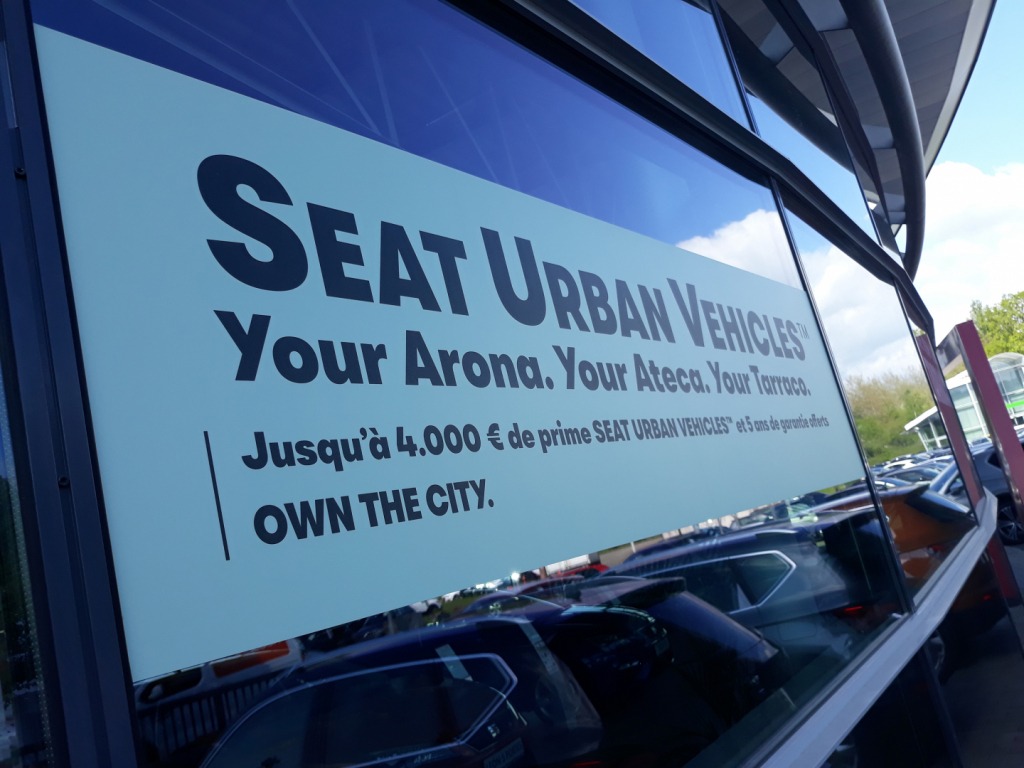 SEAT URBAN VEHICLES™
Your Arona. Your Ateca. Your Tarraco.
Jusqu'à 4.000 € de prime SEAT URBAN VEHICLES™ et 5 ans de garantie offerts
OWN THE CITY.